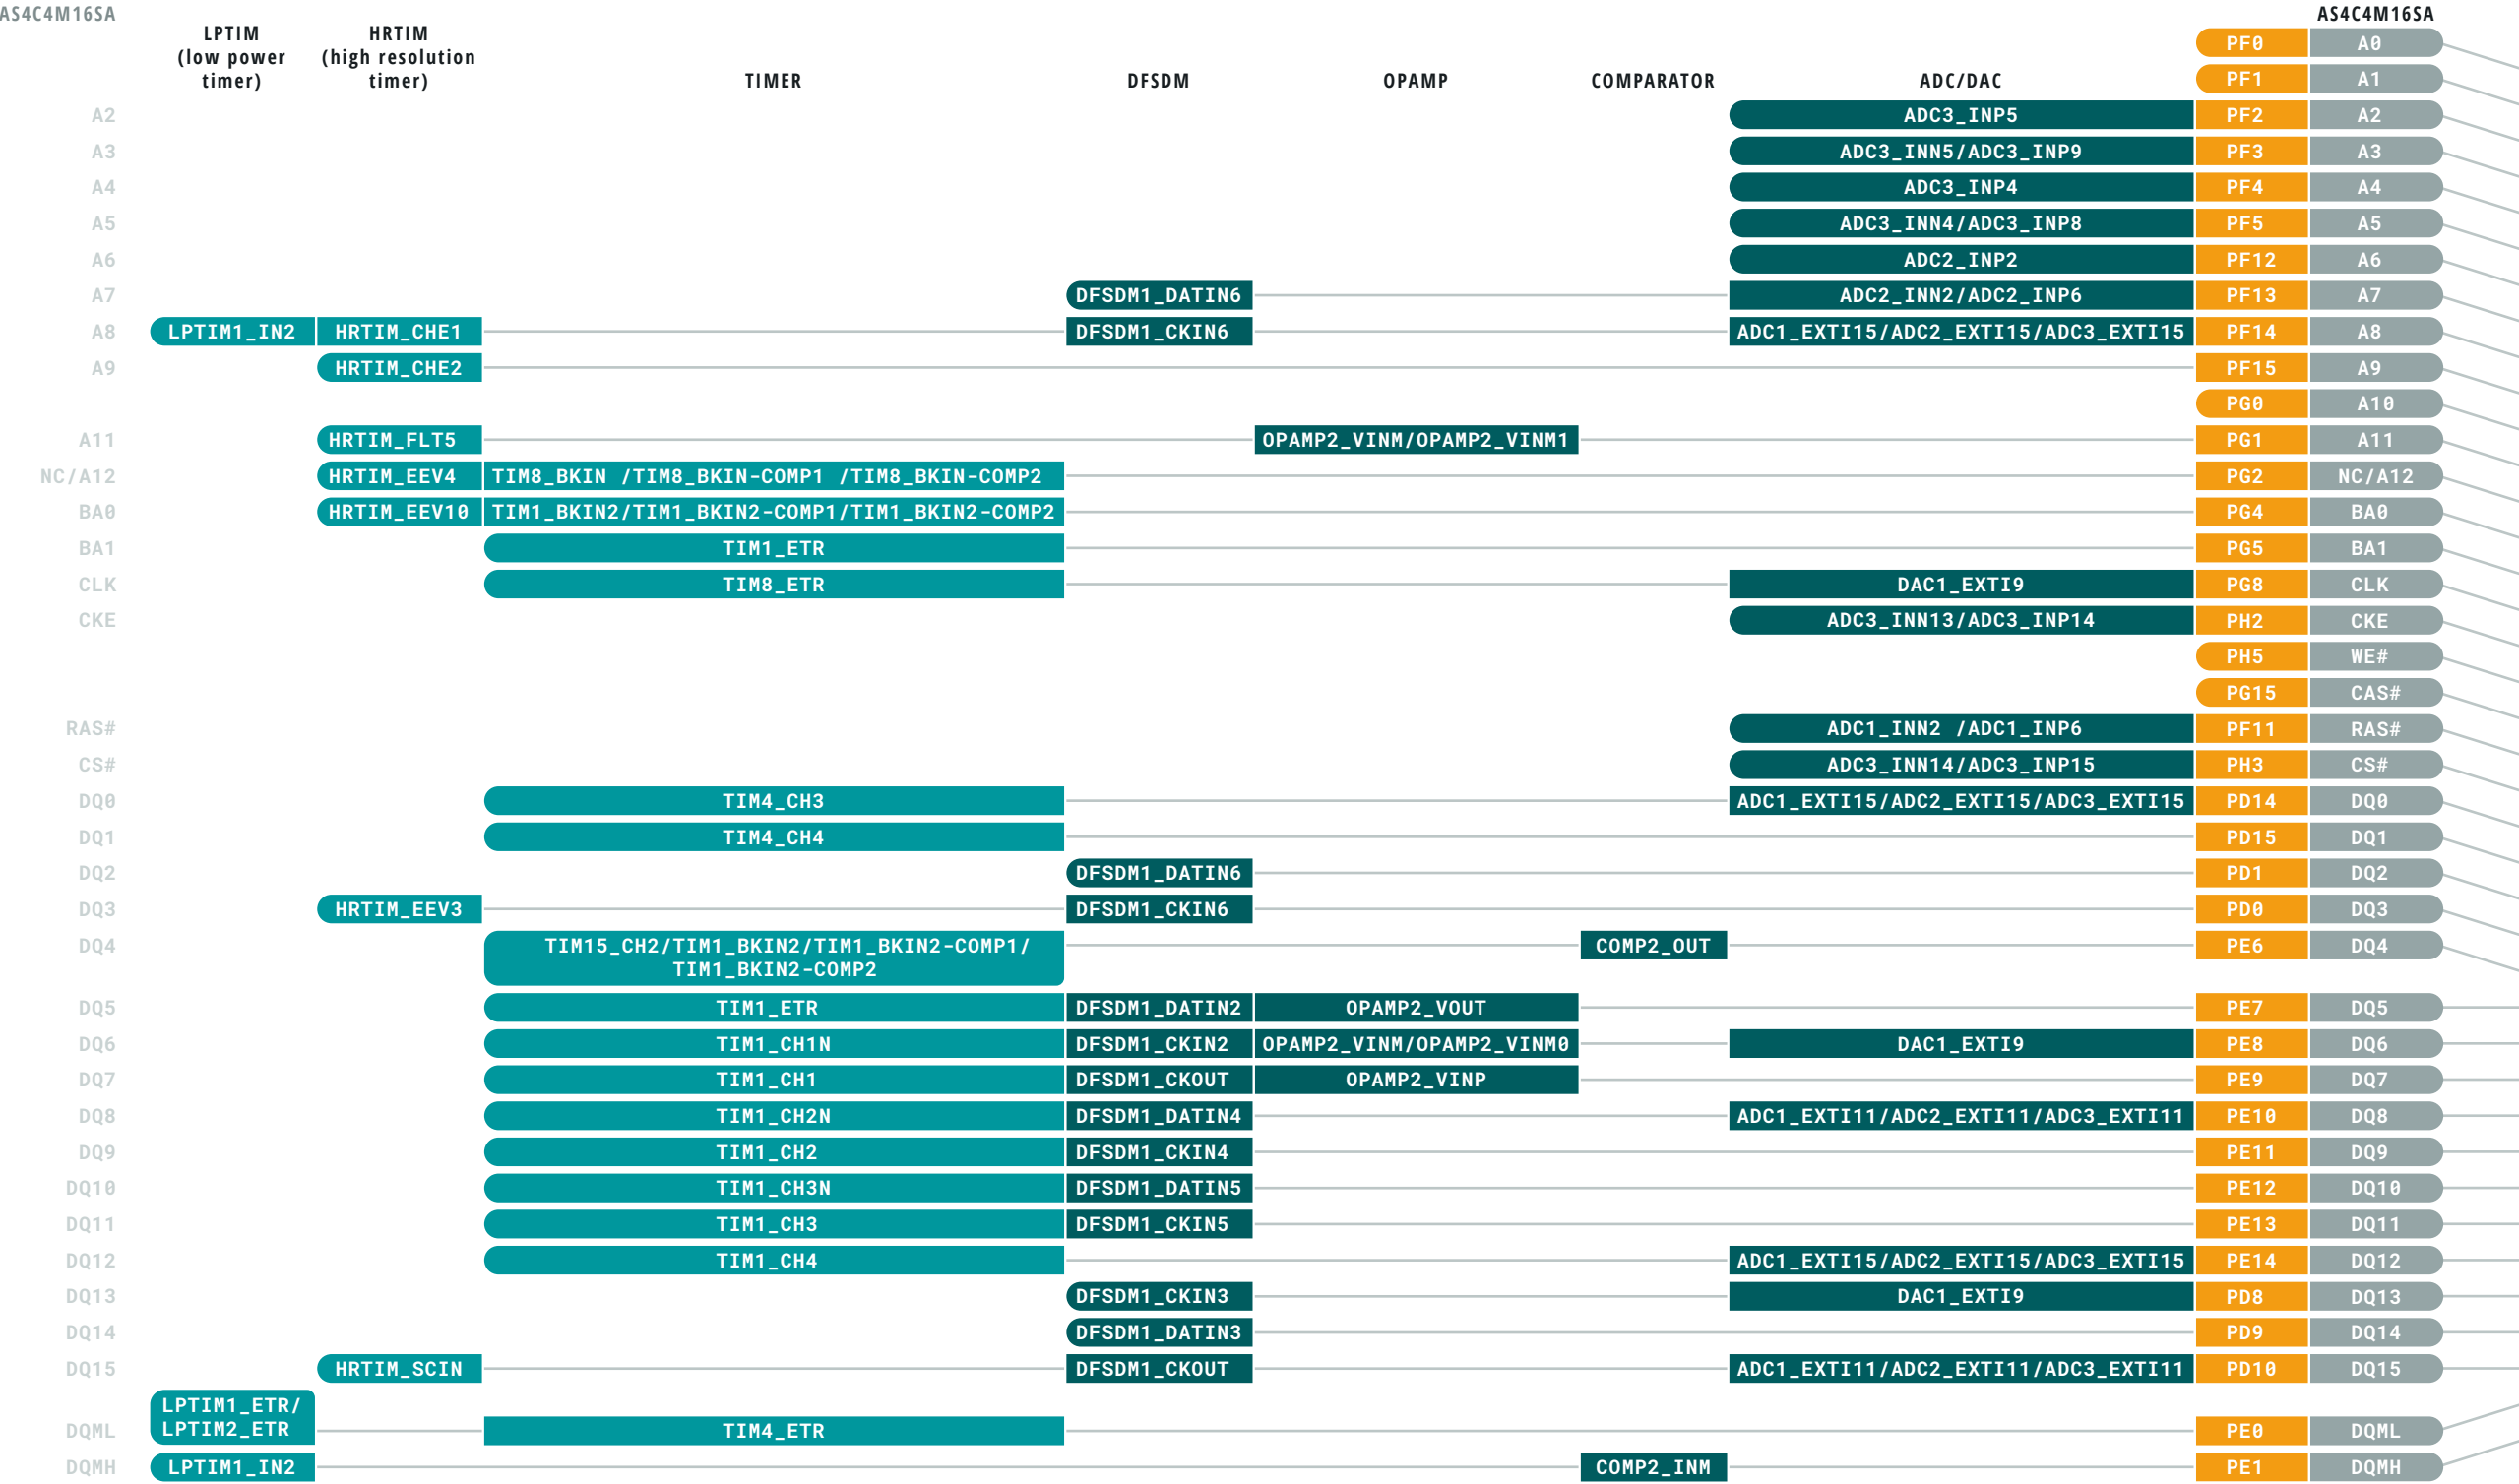 AS4C4M16SA AS4C4M16SA
LPTIM (low power timer) HRTIM (high resolution timer) TIMER DFSDM OPAMP COMPARATOR ADC/DAC
PF0 A0
PF1 A1
A2 ADC3_INP5 PF2 A2
A3 ADC3_INN5/ADC3_INP9 PF3 A3
A4 ADC3_INP4 PF4 A4
A5 ADC3_INN4/ADC3_INP8 PF5 A5
A6 ADC2_INP2 PF12 A6
A7 DFSDM1_DATIN6 ADC2_INN2/ADC2_INP6 PF13 A7
A8 LPTIM1_IN2 HRTIM_CHE1 DFSDM1_CKIN6 ADC1_EXTI15/ADC2_EXTI15/ADC3_EXTI15 PF14 A8
A9 HRTIM_CHE2 PF15 A9
PG0 A10
A11 HRTIM_FLT5 OPAMP2_VINM/OPAMP2_VINM1 PG1 A11
NC/A12 HRTIM_EEV4 TIM8_BKIN /TIM8_BKIN-COMP1 /TIM8_BKIN-COMP2 PG2 NC/A12
BA0 HRTIM_EEV10 TIM1_BKIN2/TIM1_BKIN2-COMP1/TIM1_BKIN2-COMP2 PG4 BA0
BA1 TIM1_ETR PG5 BA1
CLK TIM8_ETR DAC1_EXTI9 PG8 CLK
CKE ADC3_INN13/ADC3_INP14 PH2 CKE
PH5 WE#
PG15 CAS#
RAS# ADC1_INN2 /ADC1_INP6 PF11 RAS#
CS# ADC3_INN14/ADC3_INP15 PH3 CS#
DQ0 TIM4_CH3 ADC1_EXTI15/ADC2_EXTI15/ADC3_EXTI15 PD14 DQ0
DQ1 TIM4_CH4 PD15 DQ1
DQ2 DFSDM1_DATIN6 PD1 DQ2
DQ3 HRTIM_EEV3 DFSDM1_CKIN6 PD0 DQ3
DQ4 TIM15_CH2/TIM1_BKIN2/TIM1_BKIN2-COMP1/ COMP2_OUT PE6 DQ4
TIM1_BKIN2-COMP2
DQ5 TIM1_ETR DFSDM1_DATIN2 OPAMP2_VOUT PE7 DQ5
DQ6 TIM1_CH1N DFSDM1_CKIN2 OPAMP2_VINM/OPAMP2_VINM0 DAC1_EXTI9 PE8 DQ6
DQ7 TIM1_CH1 DFSDM1_CKOUT OPAMP2_VINP PE9 DQ7
DQ8 TIM1_CH2N DFSDM1_DATIN4 ADC1_EXTI11/ADC2_EXTI11/ADC3_EXTI11 PE10 DQ8
DQ9 TIM1_CH2 DFSDM1_CKIN4 PE11 DQ9
DQ10 TIM1_CH3N DFSDM1_DATIN5 PE12 DQ10
DQ11 TIM1_CH3 DFSDM1_CKIN5 PE13 DQ11
DQ12 TIM1_CH4 ADC1_EXTI15/ADC2_EXTI15/ADC3_EXTI15 PE14 DQ12
DQ13 DFSDM1_CKIN3 DAC1_EXTI9 PD8 DQ13
DQ14 DFSDM1_DATIN3 PD9 DQ14
DQ15 HRTIM_SCIN DFSDM1_CKOUT ADC1_EXTI11/ADC2_EXTI11/ADC3_EXTI11 PD10 DQ15
LPTIM1_ETR/
DQML LPTIM2_ETR TIM4_ETR PE0 DQML
DQMH LPTIM1_IN2 COMP2_INM PE1 DQMH